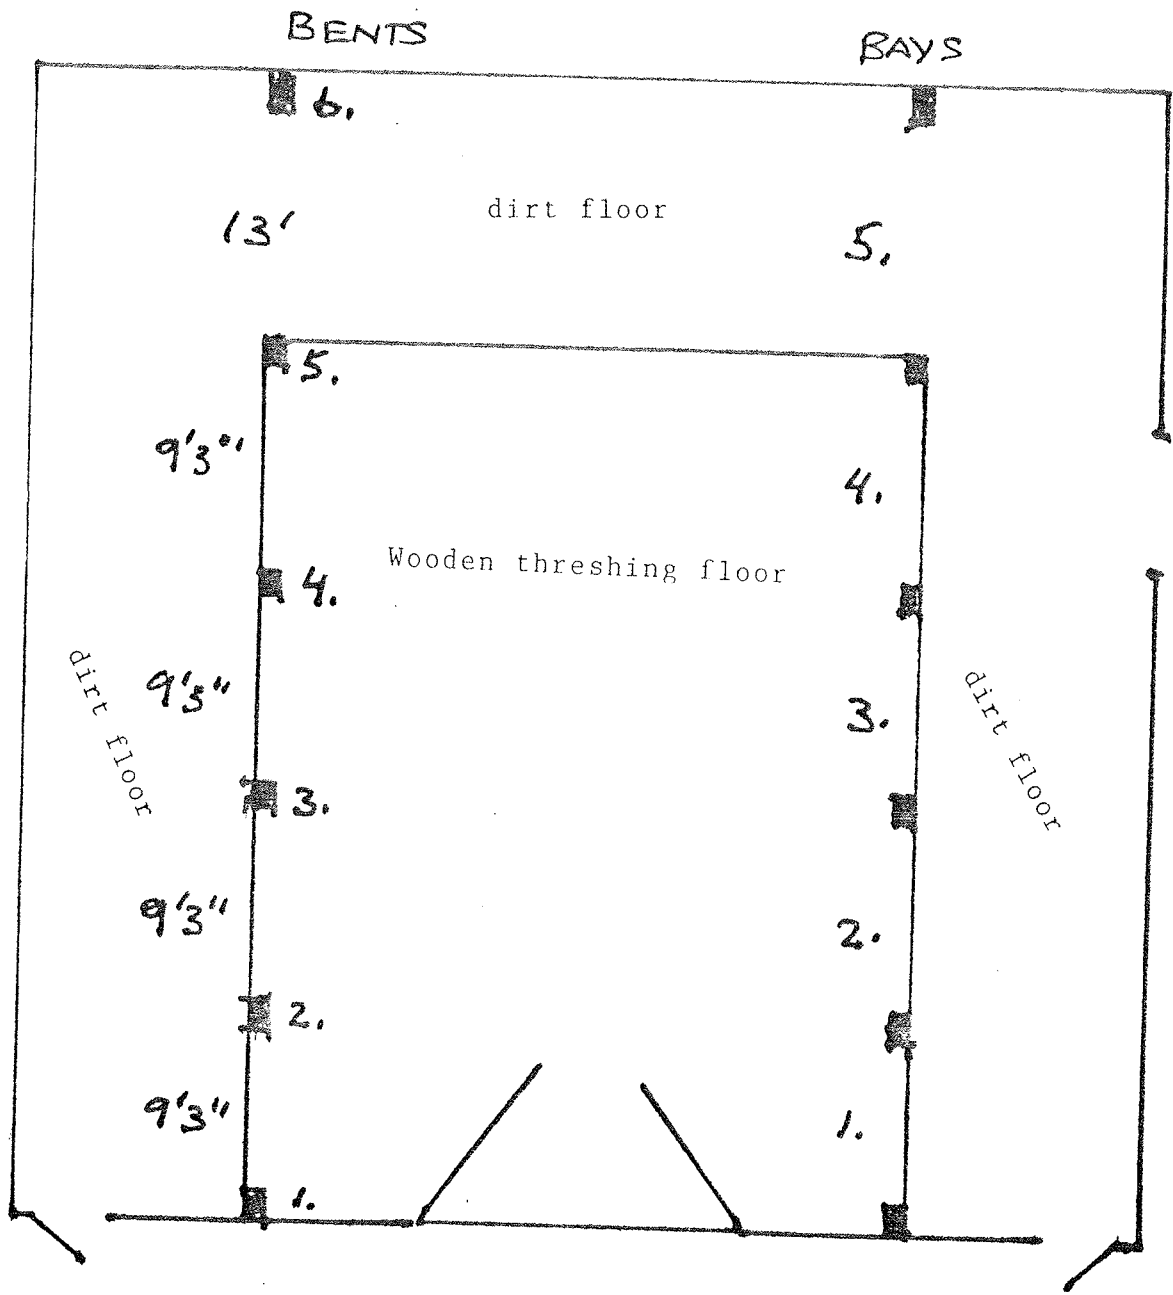 BENTS
BAYS
6.
13'
dirt floor
5.
5.
9'3"
4.
Wooden threshing floor
4.
dirt floor
9'3"
3.
dirt floor
3.
9'3"
2.
2.
9'3"
1.
1.